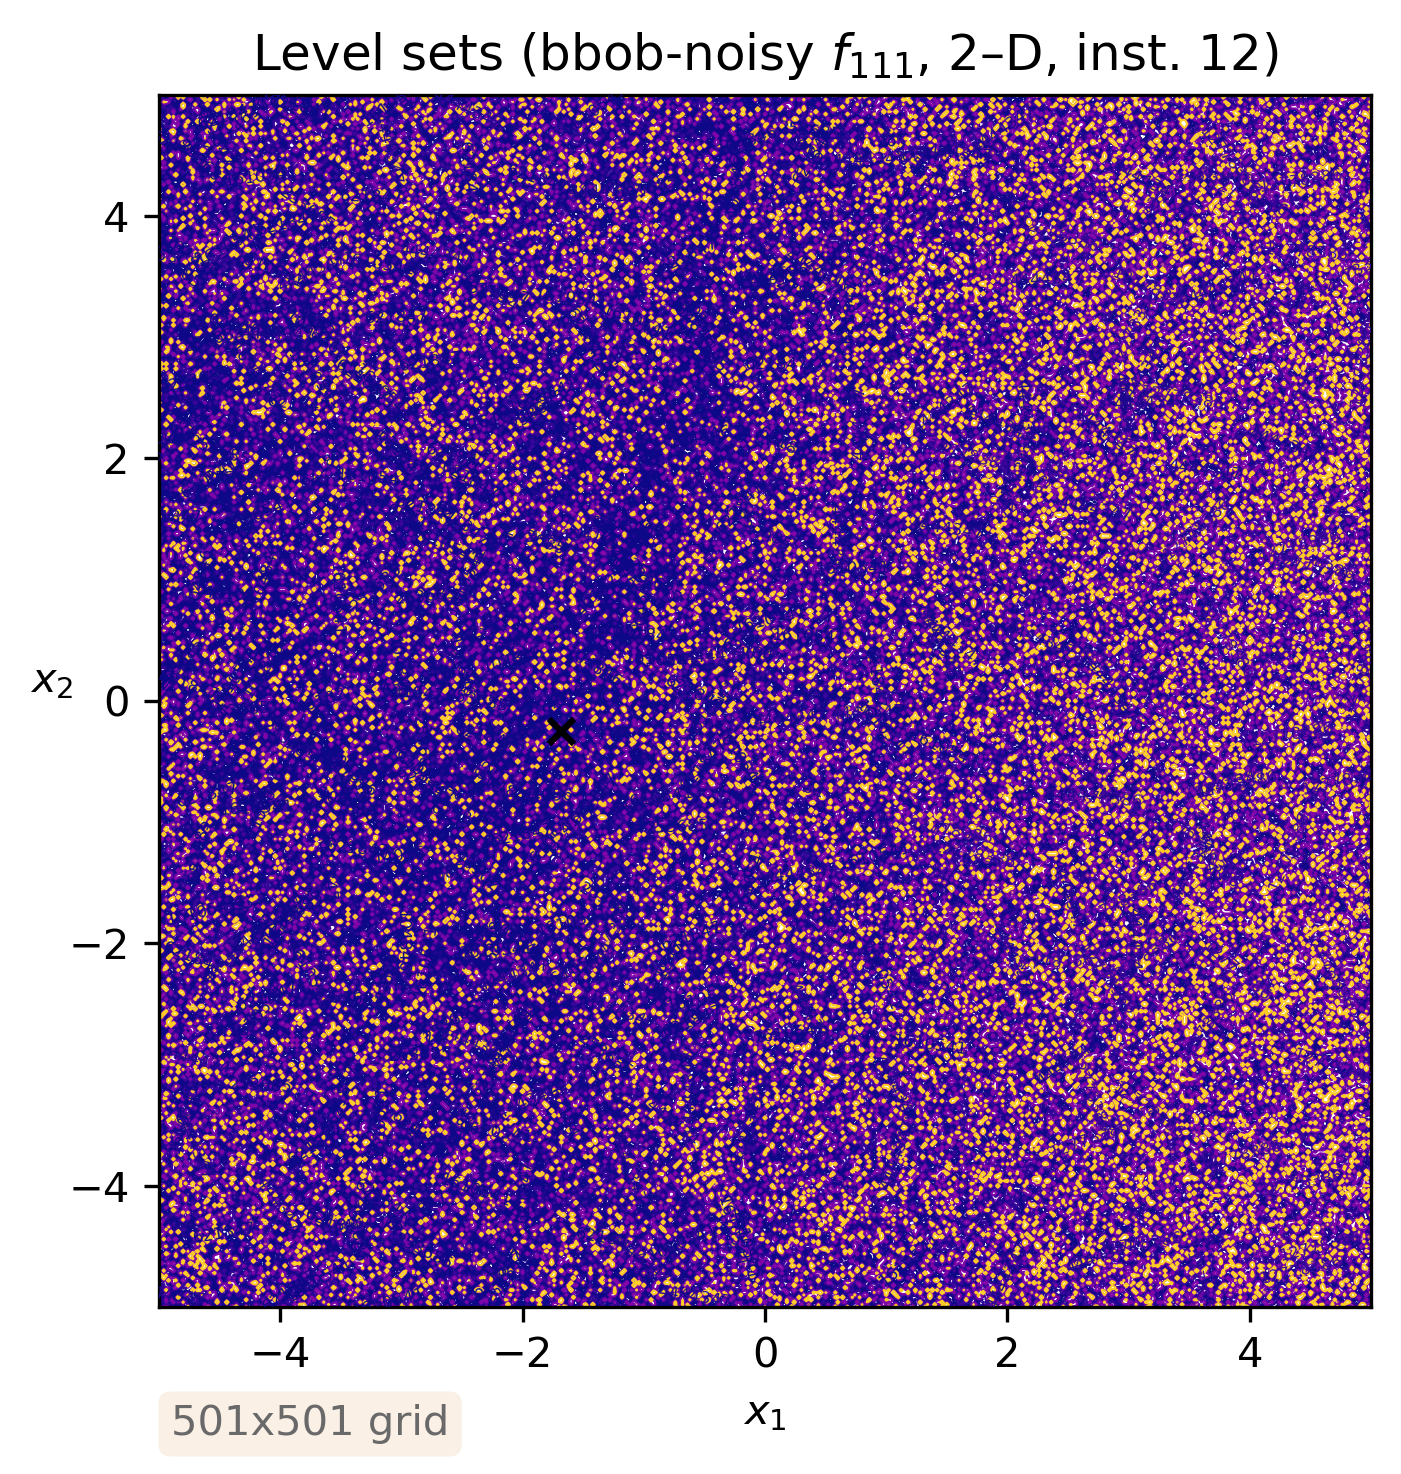 Level sets (bbob-noisy f₁₁₁, 2–D, inst. 12)
4
2
x₂
0
−2
−4
−4 −2 0 2 4
x₁
501x501 grid